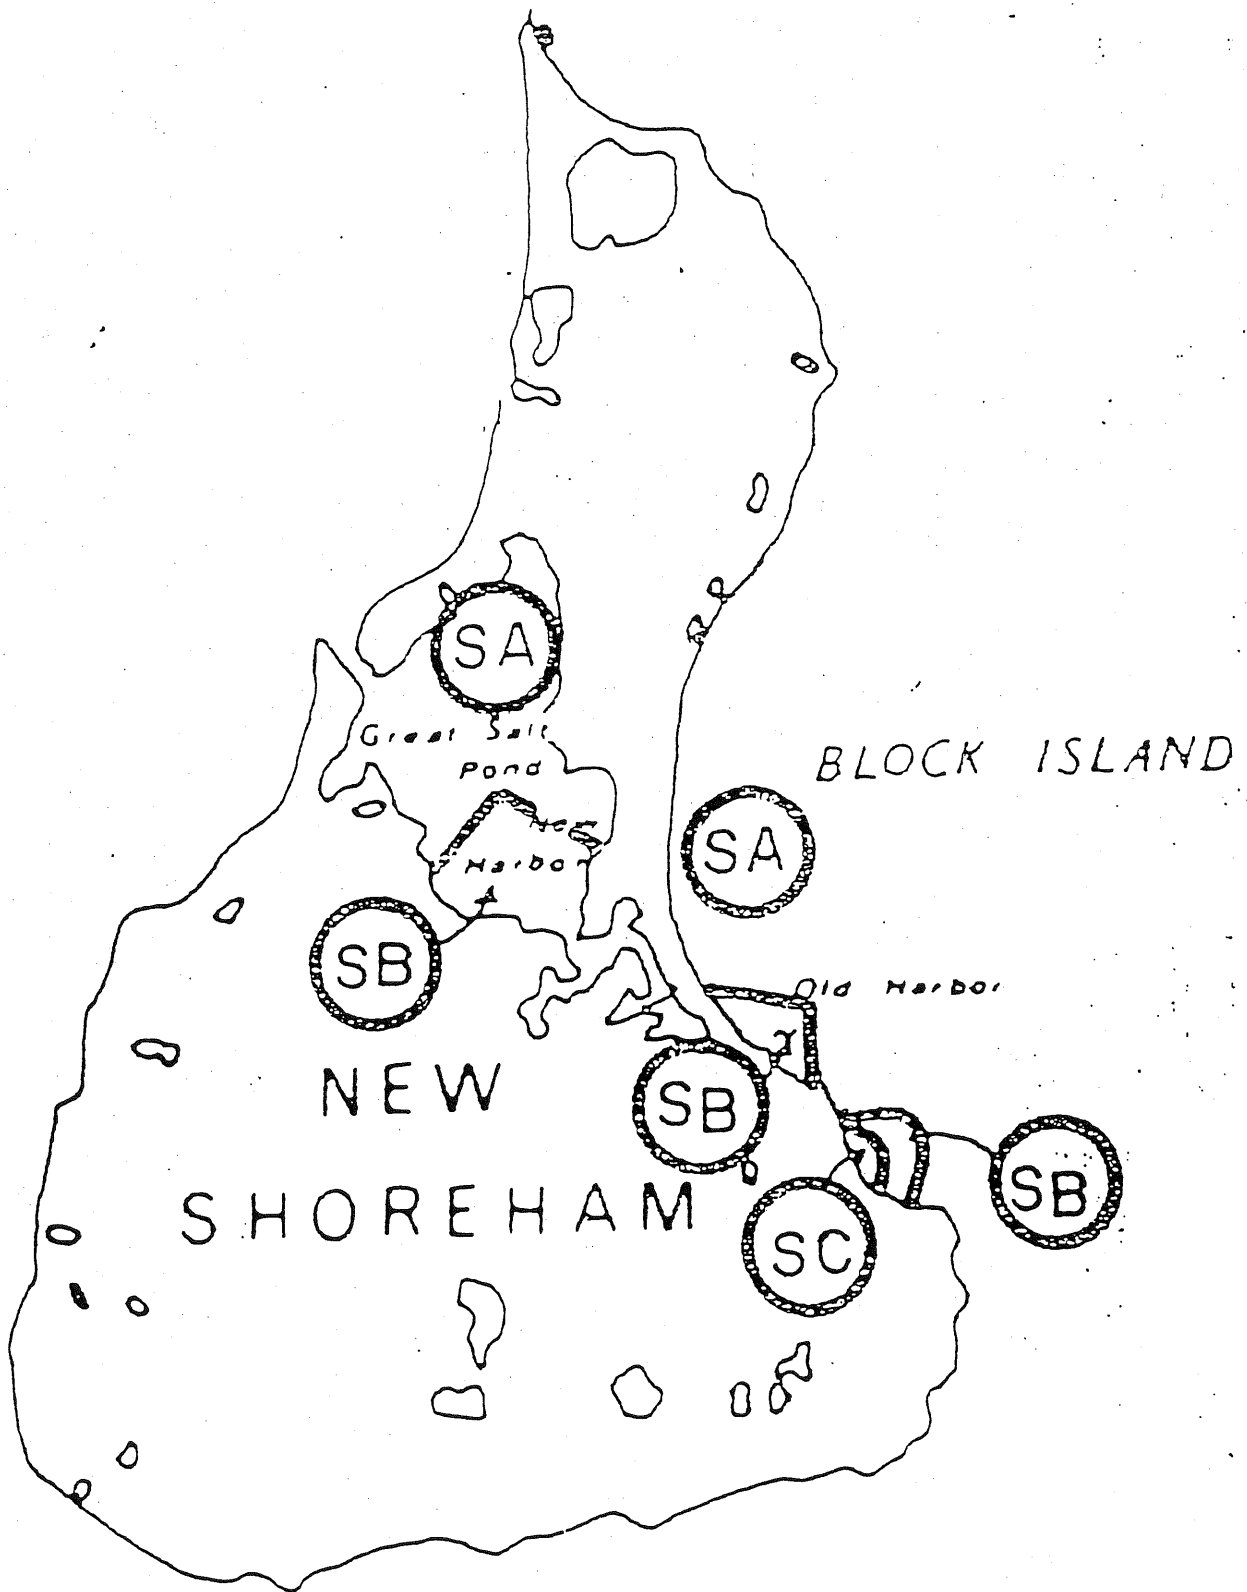 SA
Great Salt
Pond
BLOCK ISLAND
Harbor
SA
SB
Old Harbor
NEW
SB
SB
SHOREHAM
SC